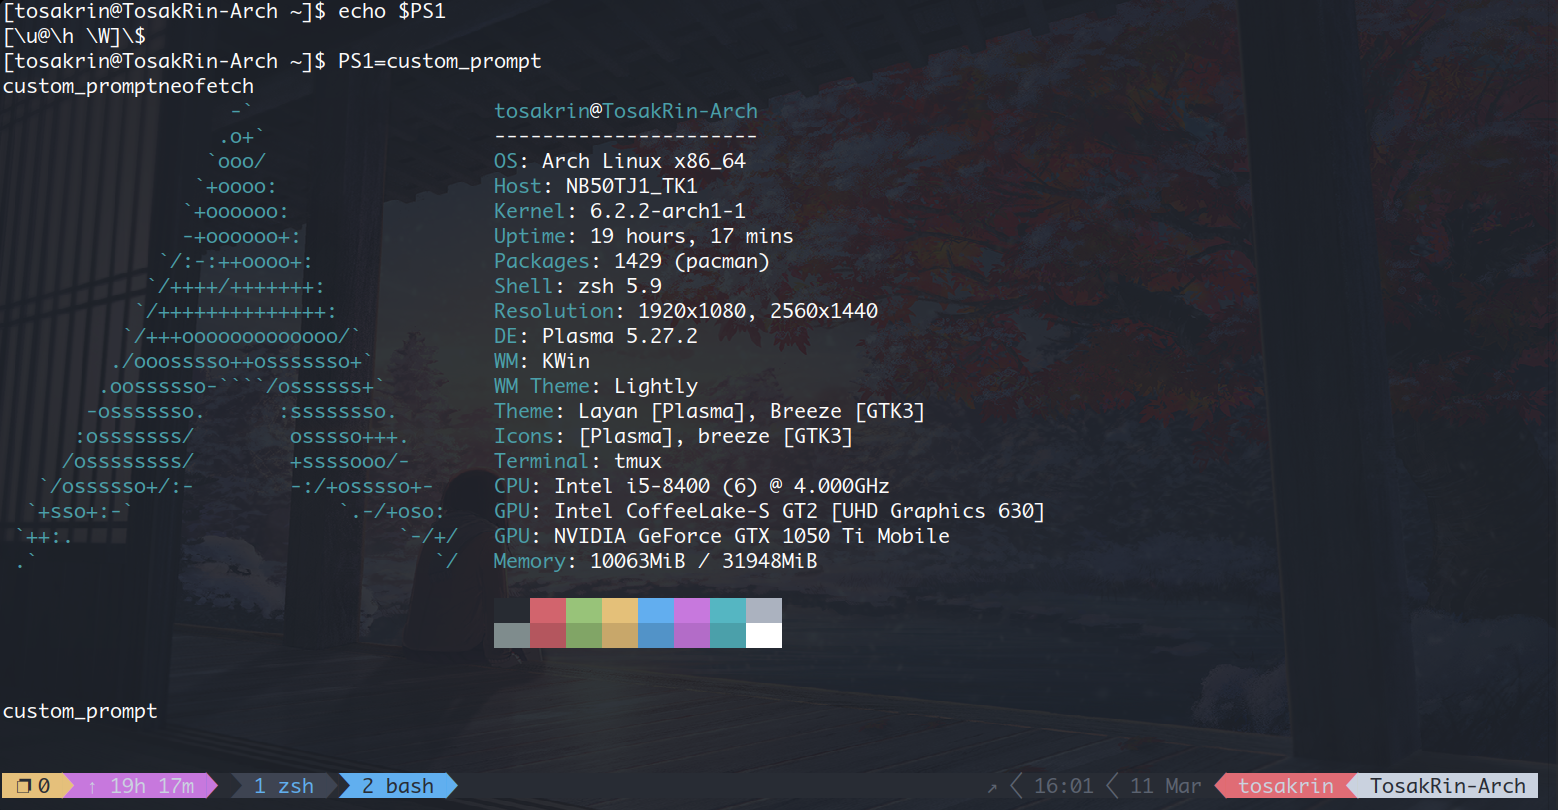 [tosakrin@TosakRin-Arch ~]$ echo $PS1
[\u@\h \W]\$
[tosakrin@TosakRin-Arch ~]$ PS1=custom_prompt
custom_promptneofetch
                   -`                    tosakrin@TosakRin-Arch
                  .o+`                   ----------------------
                 `ooo/                   OS: Arch Linux x86_64
                `+oooo:                  Host: NB50TJ1_TK1
               `+oooooo:                 Kernel: 6.2.2-arch1-1
               -+oooooo+:                Uptime: 19 hours, 17 mins
             `/:-:++oooo+:               Packages: 1429 (pacman)
            `/++++/+++++++:              Shell: zsh 5.9
           `/++++++++++++++:             Resolution: 1920x1080, 2560x1440
          `/+++ooooooooooooo/`           DE: Plasma 5.27.2
         ./ooosssso++osssssso+`          WM: KWin
        .oossssso-````/ossssss+`         WM Theme: Lightly
       -osssssso.      :ssssssso.        Theme: Layan [Plasma], Breeze [GTK3]
      :osssssss/        osssso+++.       Icons: [Plasma], breeze [GTK3]
     /ossssssss/        +ssssooo/-       Terminal: tmux
   `/ossssso+/:-        -:/+osssso+-     CPU: Intel i5-8400 (6) @ 4.000GHz
  `+sso+:-`                 `.-/+oso:    GPU: Intel CoffeeLake-S GT2 [UHD Graphics 630]
 `++:.                           `-/+/   GPU: NVIDIA GeForce GTX 1050 Ti Mobile
 .`                                 `/   Memory: 10063MiB / 31948MiB
custom_prompt
0 ↑ 19h 17m 1 zsh 2 bash ↗ 16:01 11 Mar tosakrin TosakRin-Arch